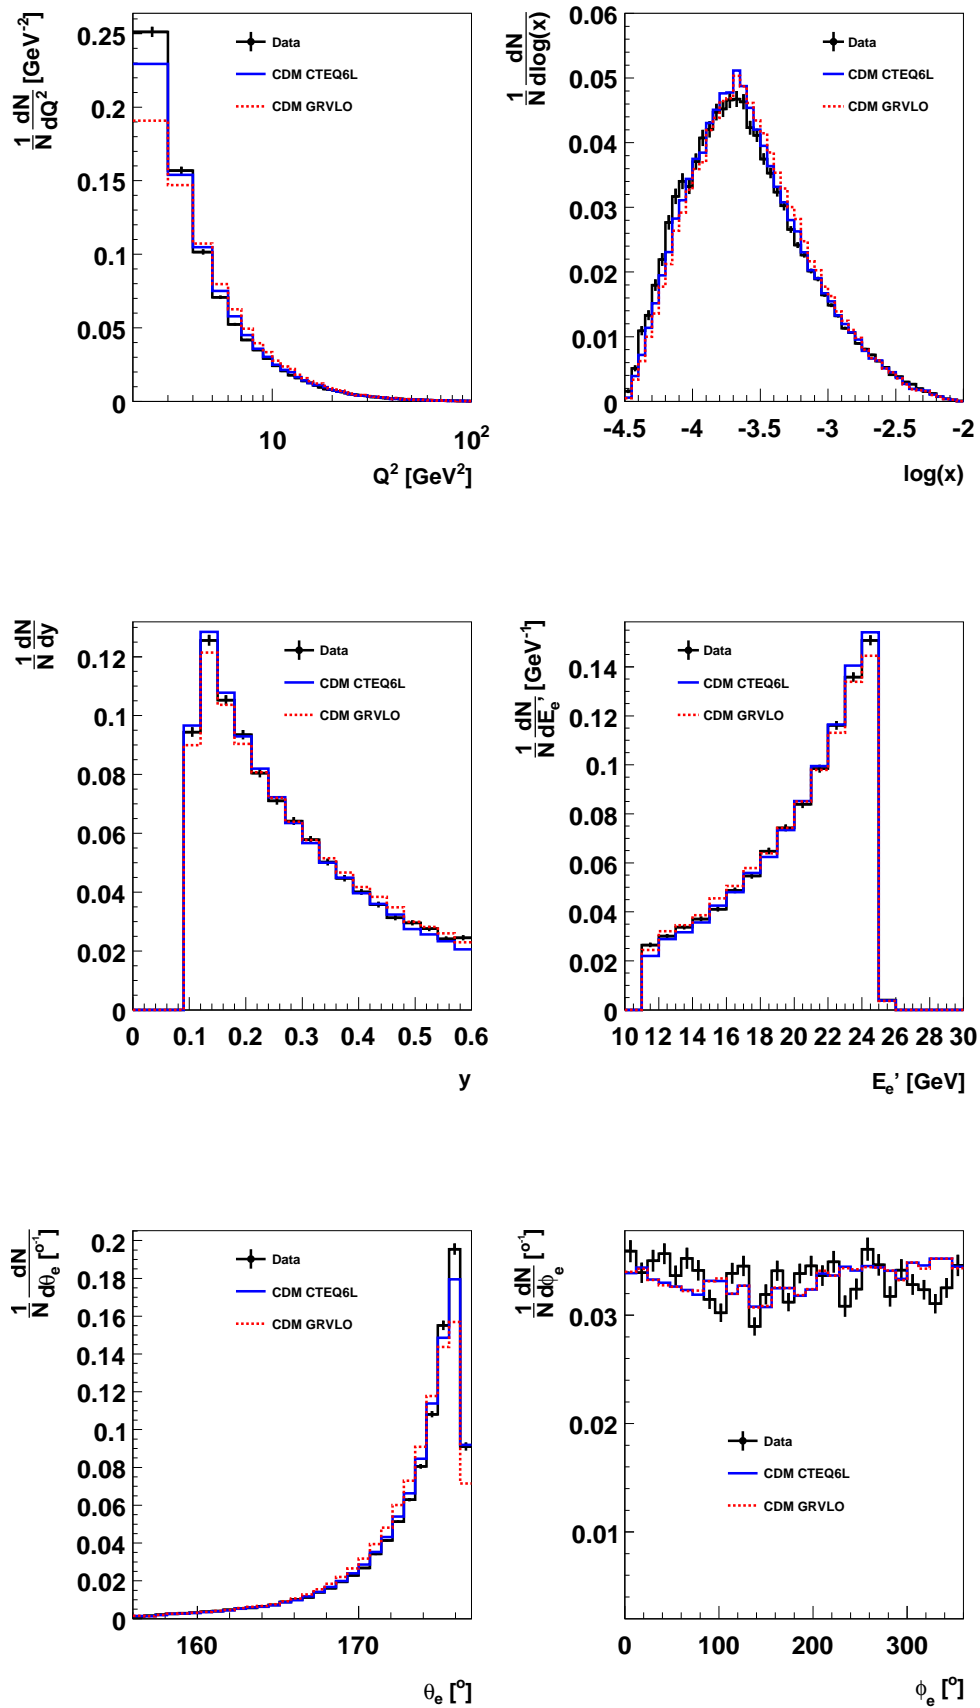 1/N dN/dQ² [GeV⁻²]
0.25
0.2
0.15
0.1
0.05
0
Data
CDM CTEQ6L
CDM GRVLO
10 10²
Q² [GeV²]
1/N dN/dlog(x)
0.06
0.05
0.04
0.03
0.02
0.01
0
Data
CDM CTEQ6L
CDM GRVLO
-4.5 -4 -3.5 -3 -2.5 -2
log(x)
1/N dN/dy
0.12
0.1
0.08
0.06
0.04
0.02
0
Data
CDM CTEQ6L
CDM GRVLO
0 0.1 0.2 0.3 0.4 0.5 0.6
y
1/N dN/dE_e' [GeV⁻¹]
0.14
0.12
0.1
0.08
0.06
0.04
0.02
0
Data
CDM CTEQ6L
CDM GRVLO
10 12 14 16 18 20 22 24 26 28 30
E_e' [GeV]
1/N dN/dθ_e [°⁻¹]
0.2
0.18
0.16
0.14
0.12
0.1
0.08
0.06
0.04
0.02
0
Data
CDM CTEQ6L
CDM GRVLO
160 170
θ_e [°]
1/N dN/dϕ_e [°⁻¹]
0.03
0.02
0.01
Data
CDM CTEQ6L
CDM GRVLO
0 100 200 300
ϕ_e [°]